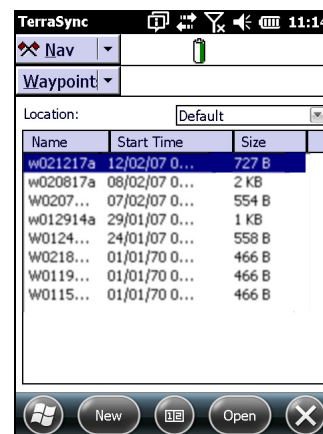 TerraSync 11:14
Nav
Waypoint
Location: Default
Name Start Time Size
w021217a 12/02/07 0... 727 B
w020817a 08/02/07 0... 2 KB
W0207... 07/02/07 0... 554 B
w012914a 29/01/07 0... 1 KB
W0124... 24/01/07 0... 558 B
W0218... 01/01/70 0... 466 B
W0119... 01/01/70 0... 466 B
W0115... 01/01/70 0... 466 B
New Open